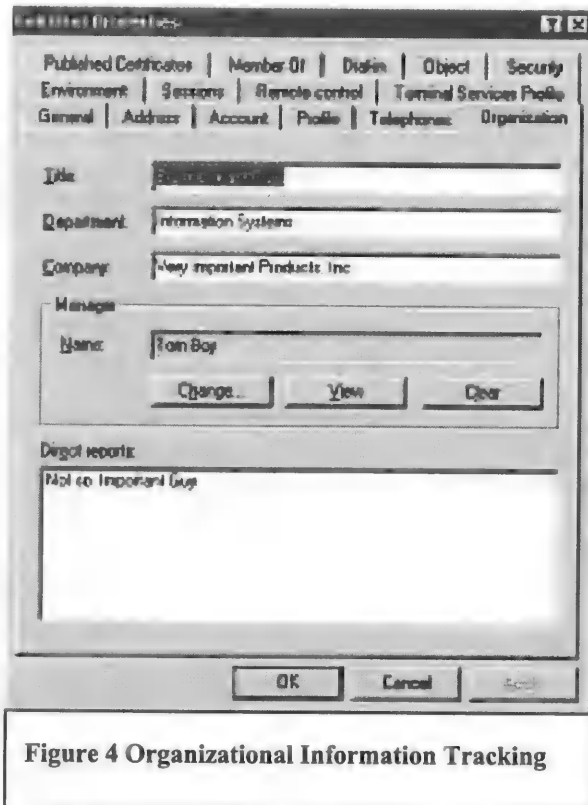 Properties
Published Certificates | Member Of | Dial-in | Object | Security
Environment | Sessions | Remote control | Terminal Services Profile
General | Address | Account | Profile | Telephones | Organisation
Title:
Department: Information Systems
Company: Very Important Products, Inc
Manager
Name: Tom Boy
Change... View Clear
Direct reports:
Not so Important Guy
OK Cancel Apply
Figure 4 Organizational Information Tracking